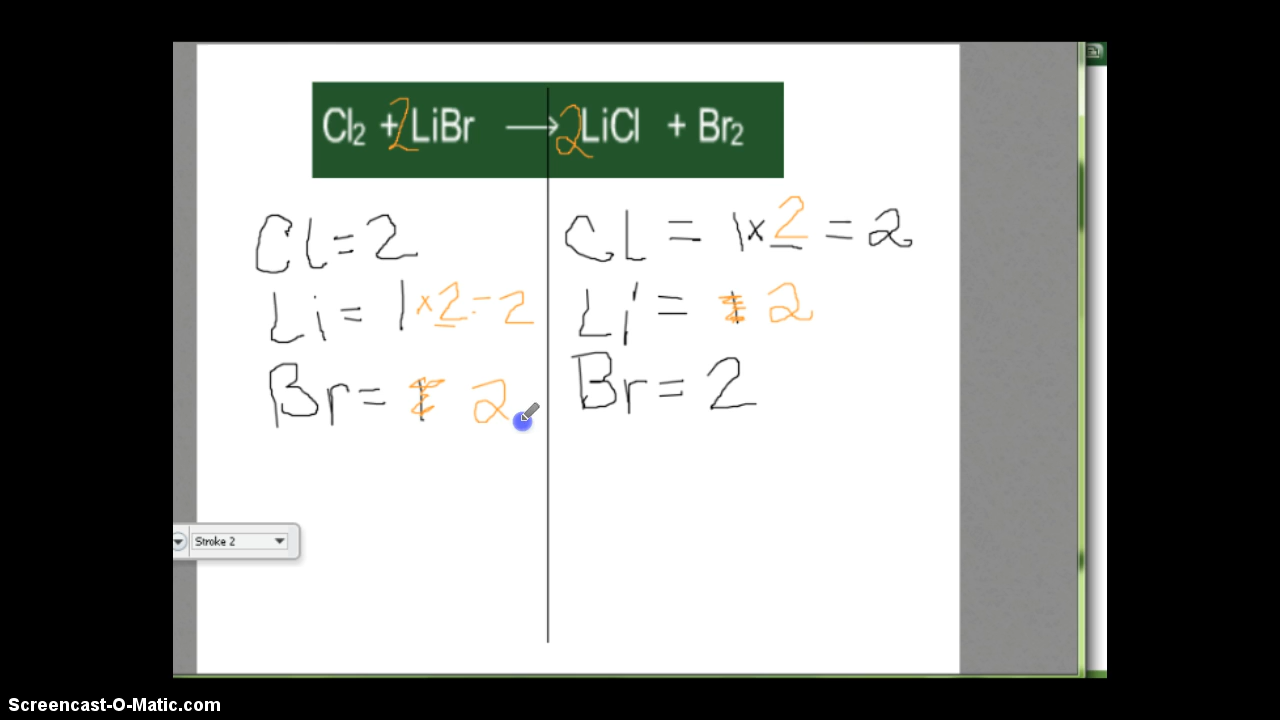 Cl2 + 2LiBr → 2LiCl + Br2
Cl = 2
Li = 1 × 2 = 2
Br = 1 2
Cl = 1 × 2 = 2
Li = 1 2
Br = 2
Stroke 2
Screencast-O-Matic.com